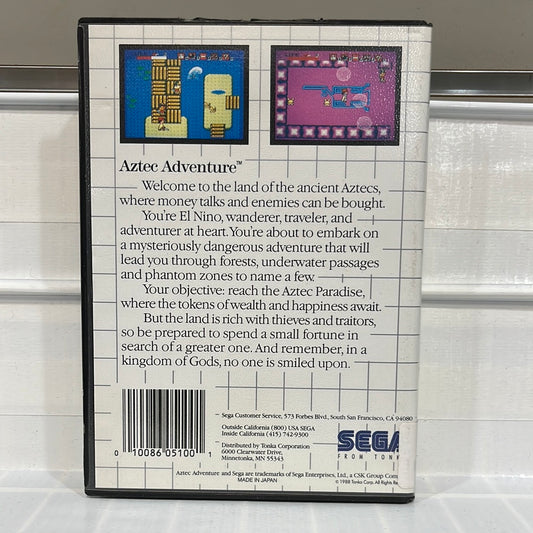 Aztec Adventure™
Welcome to the land of the ancient Aztecs,
where money talks and enemies can be bought.
You're El Nino, wanderer, traveler, and
adventurer at heart. You're about to embark on
a mysteriously dangerous adventure that will
lead you through forests, underwater passages
and phantom zones to name a few.
Your objective: reach the Aztec Paradise,
where the tokens of wealth and happiness await.
But the land is rich with thieves and traitors,
so be prepared to spend a small fortune in
search of a greater one. And remember, in a
kingdom of Gods, no one is smiled upon.
Sega Customer Service, 573 Forbes Blvd., South San Francisco, CA 94080
Outside California (800) USA SEGA
Inside California (415) 742-9300
Distributed by Tonka Corporation
6000 Clearwater Drive,
Minnetonka, MN 55343
0 10086 05100 1
SEGA
FROM TONK
Aztec Adventure and Sega are trademarks of Sega Enterprises, Ltd., a CSK Group Comp
MADE IN JAPAN
© 1988 Tonka Corp. All Rights Re